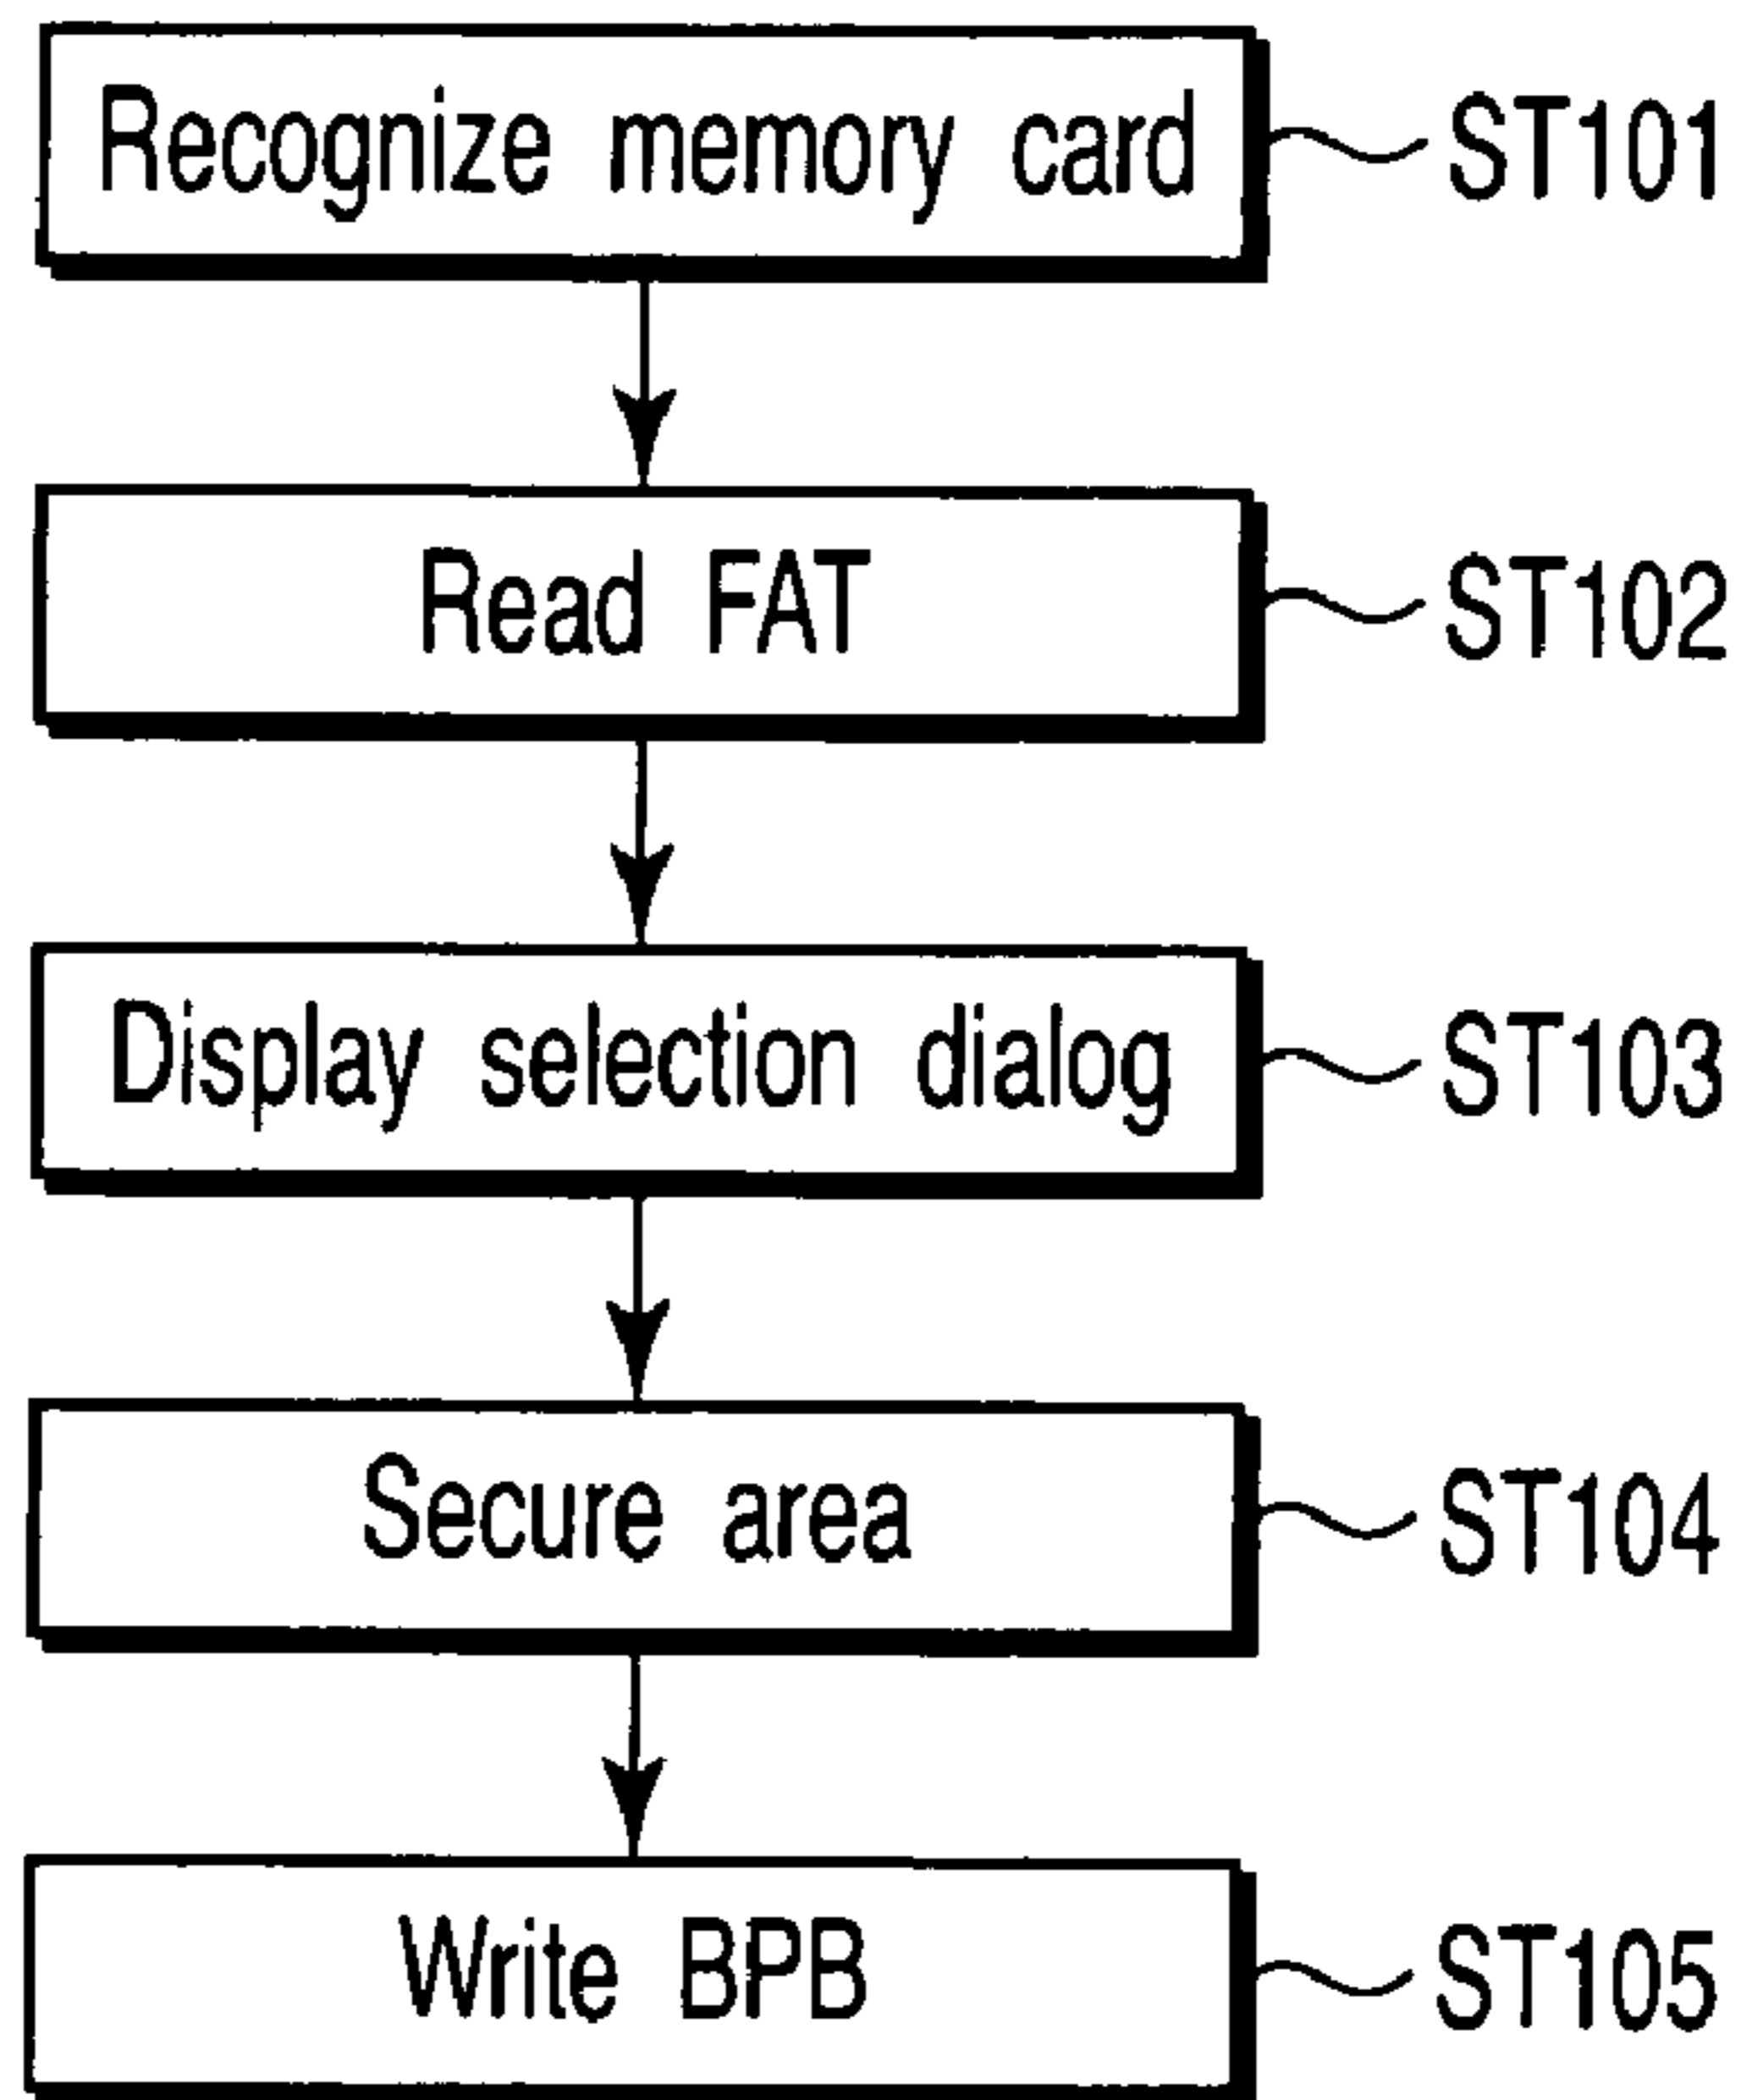 Recognize memory card ST101
Read FAT ST102
Display selection dialog ST103
Secure area ST104
Write BPB ST105